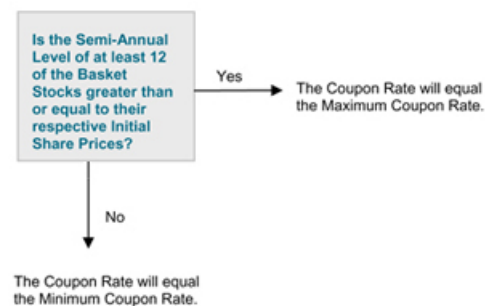 Is the Semi-Annual
Level of at least 12
of the Basket
Stocks greater than
or equal to their
respective Initial
Share Prices?
Yes
The Coupon Rate will equal
the Maximum Coupon Rate.
No
The Coupon Rate will equal
the Minimum Coupon Rate.